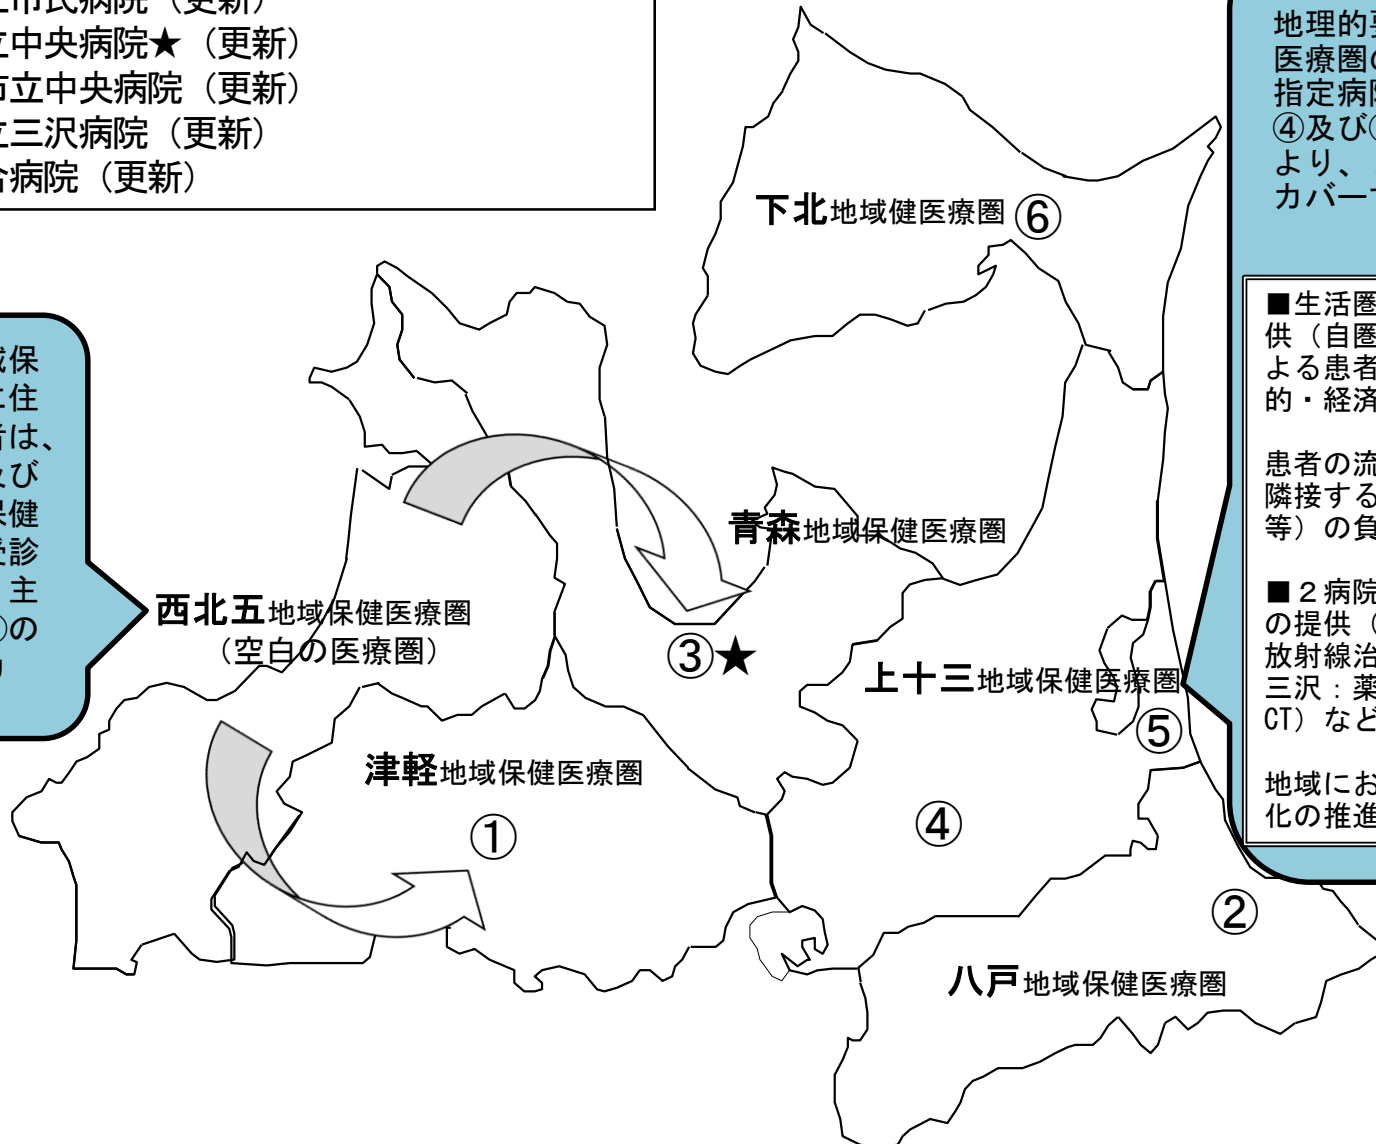 市民病院（更新）
立中央病院★（更新）
市立中央病院（更新）
立三沢病院（更新）
合病院（更新）
地理的
医療圏
指定病
④及び
より、
カバー
下北地域健医療圏 ⑥
■生活圏
供（自圏
よる患者
的・経済
患者の流
隣接する
等）の負
■２病院
の提供（
放射線治
三沢：薬
CT）など
地域にお
化の推進
域保
住
者は、
及び
保健
受診
主
の
西北五地域保健医療圏
（空白の医療圏）
青森地域保健医療圏
③★
上十三地域保健医療圏
⑤
津軽地域保健医療圏
①
④
②
八戸地域保健医療圏